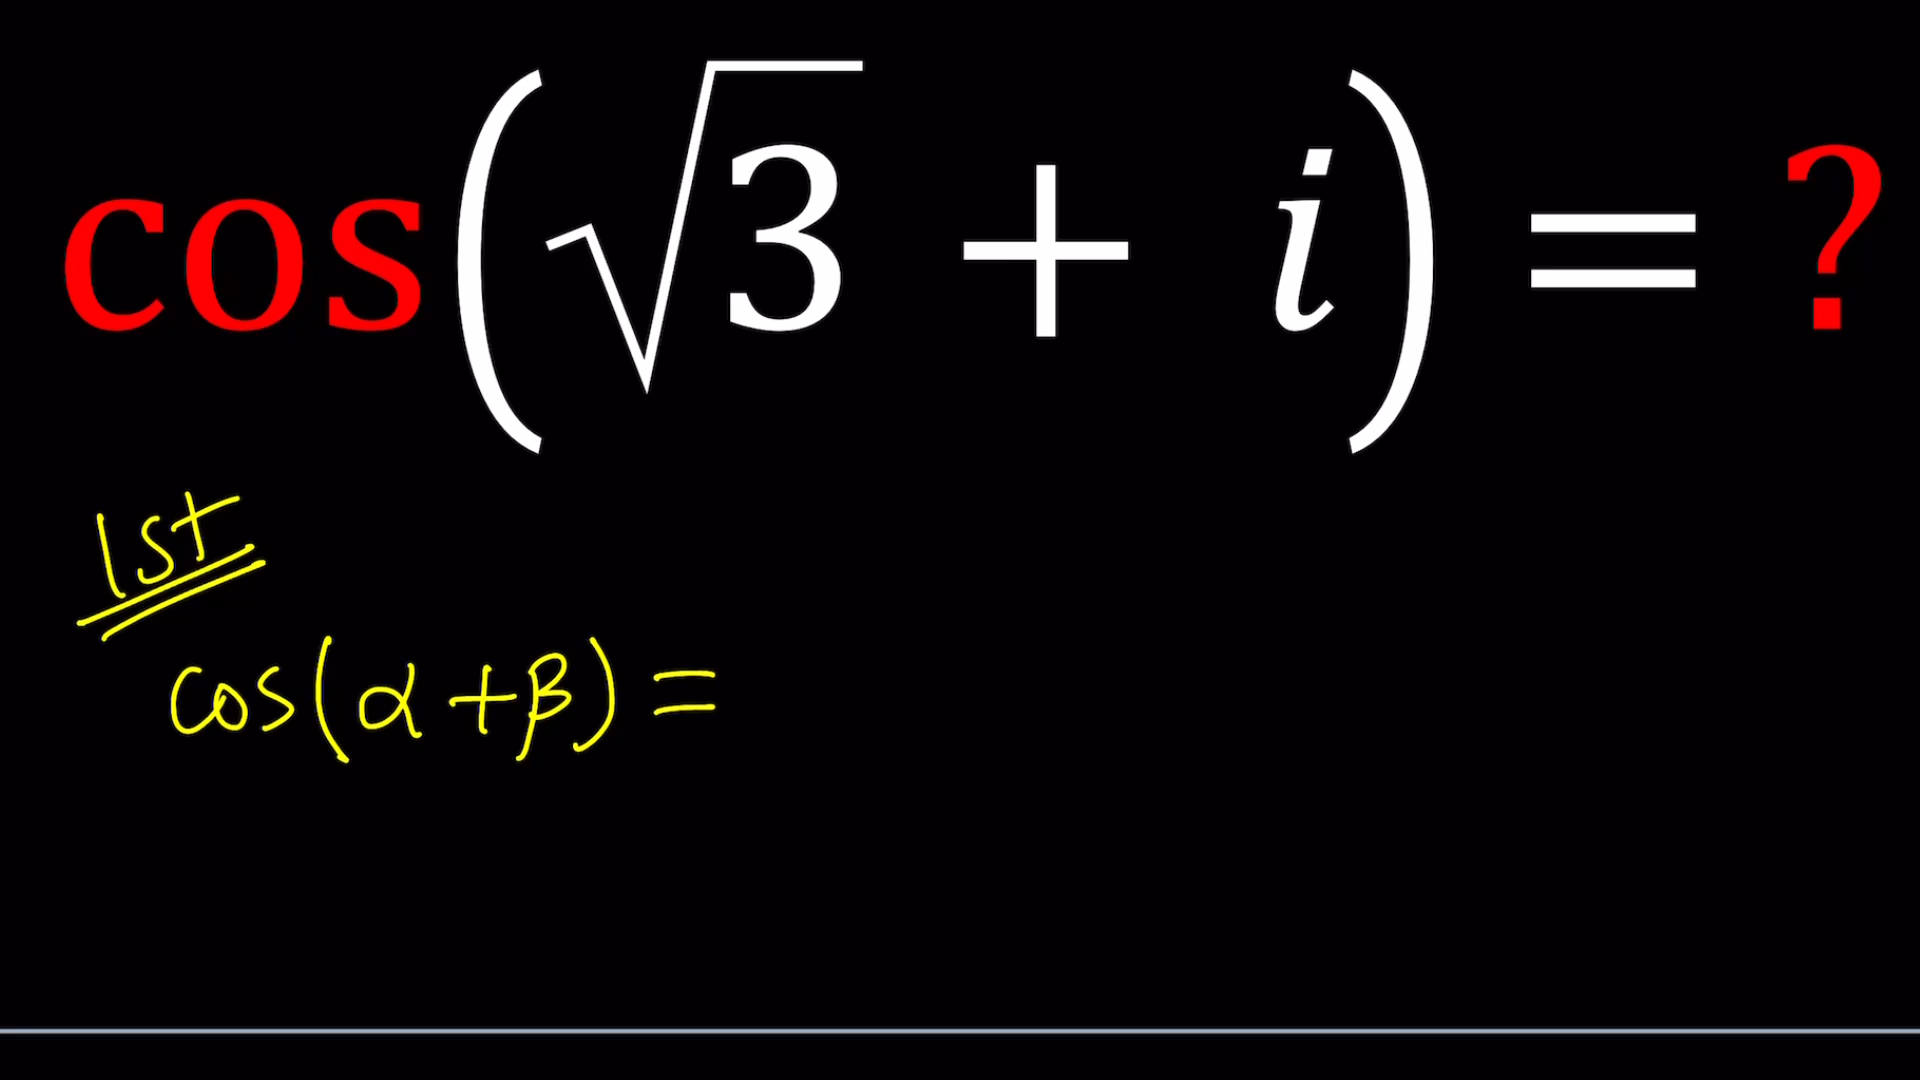 cos(√3 + i) = ?
1st
cos(α+β)=